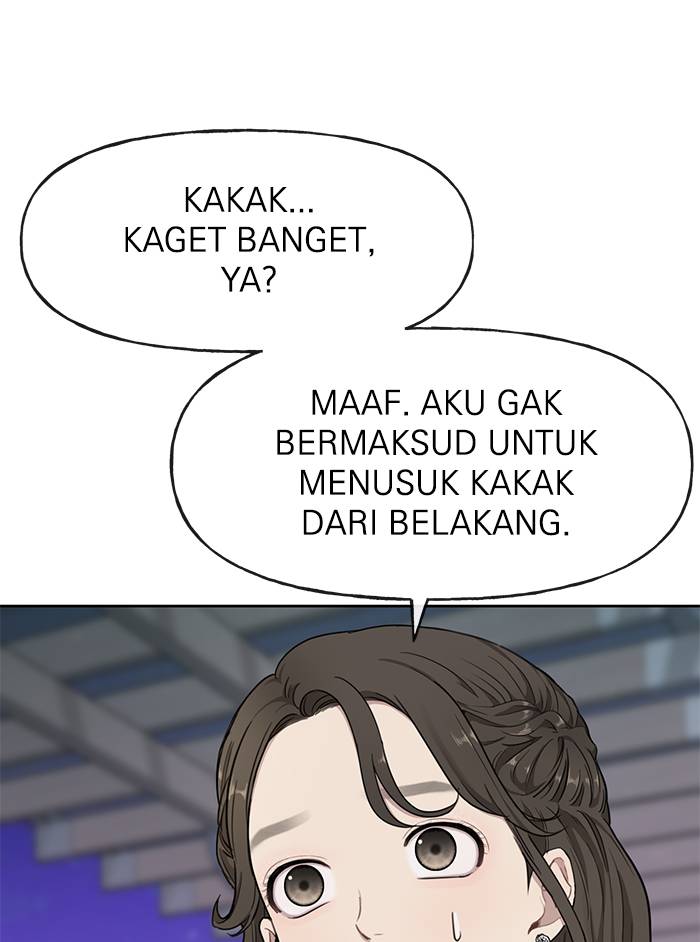 KAKAK...
KAGET BANGET,
YA?
MAAF. AKU GAK
BERMAKSUD UNTUK
MENUSUK KAKAK
DARI BELAKANG.